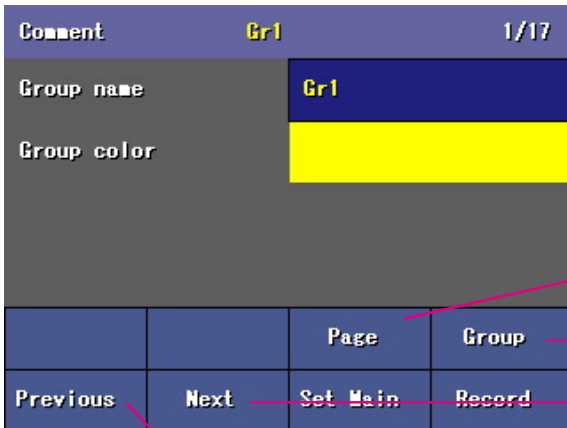 Comment Gr1 1/17
Group name Gr1
Group color
Page Group
Previous Next Set Main Record